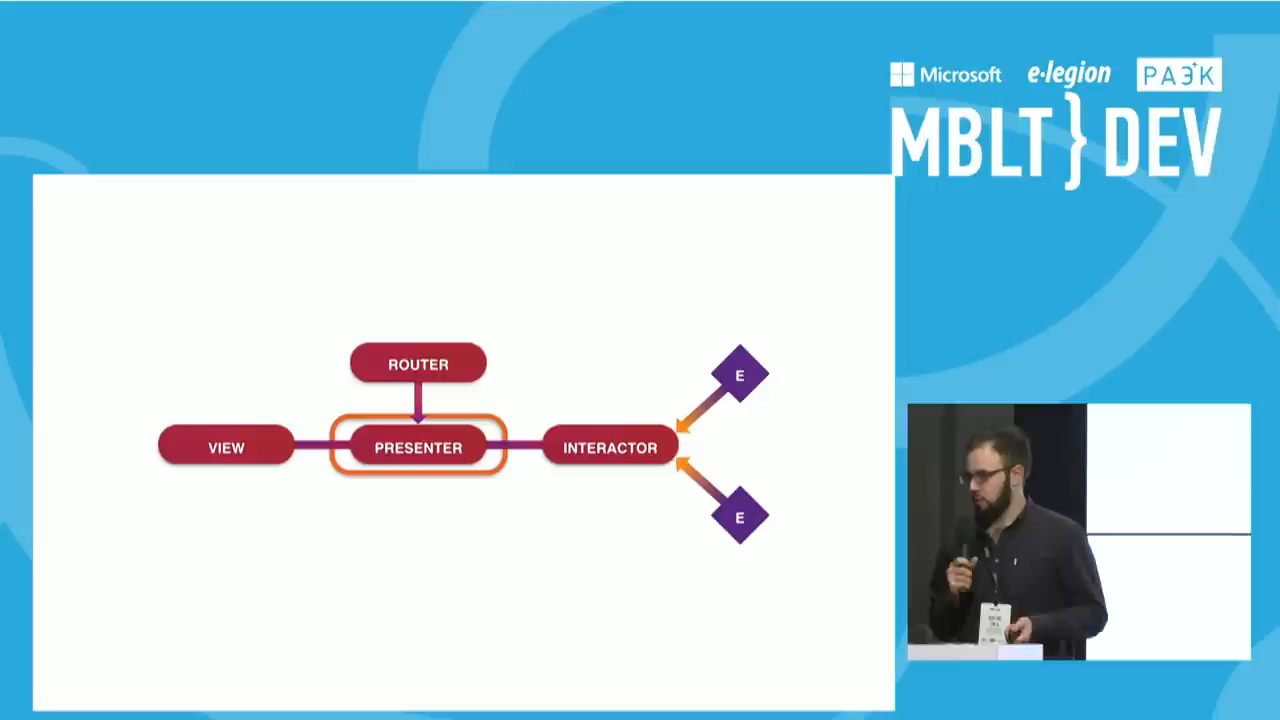 Microsoft e·legion РАЭК
MBLT}DEV
ROUTER
E
VIEW PRESENTER INTERACTOR
E